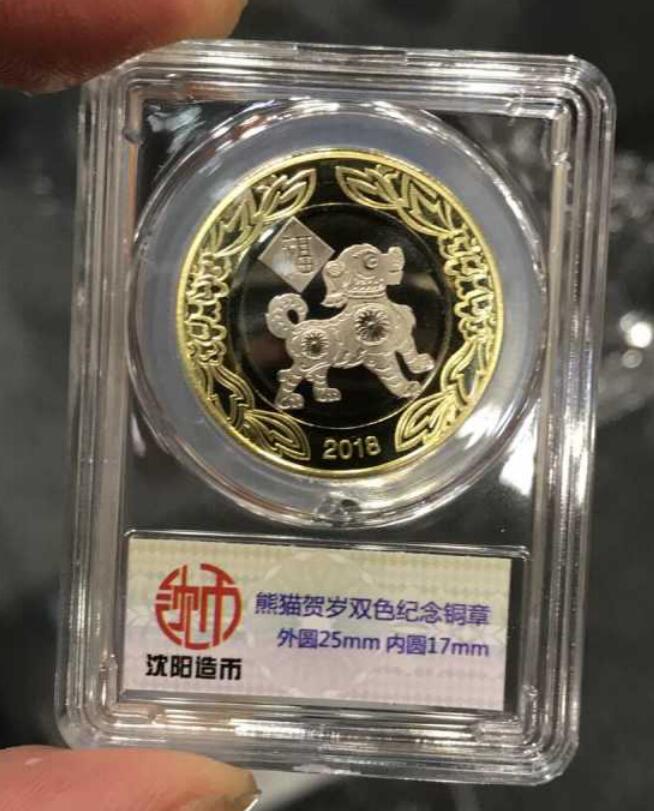 福
2018
熊猫贺岁双色纪念铜章
外圆25mm 内圆17mm
沈币
沈阳造币